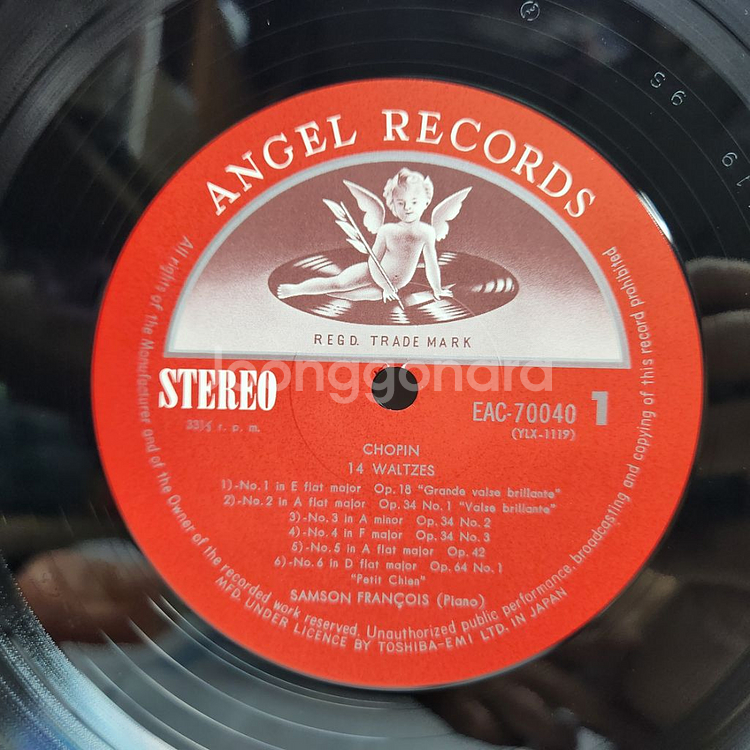 ANGEL RECORDS
REGD. TRADE MARK
joonggonara
STEREO
33⅓ r. p. m.
EAC-70040 1
(YLX-1119)
CHOPIN
14 WALTZES
1)-No. 1 in E flat major Op. 18 "Grande valse brillante"
2)-No. 2 in A flat major Op. 34 No. 1 "Valse brillante"
3)-No. 3 in A minor Op. 34 No. 2
4)-No. 4 in F major Op. 34 No. 3
5)-No. 5 in A flat major Op. 42
6)-No. 6 in D flat major Op. 64 No. 1
"Petit Chien"
SAMSON FRANÇOIS (Piano)
All rights of the Manufacturer and of the Owner of the recorded work reserved. Unauthorized public performance, broadcasting and copying of this record prohibited
MFD. UNDER LICENCE BY TOSHIBA-EMI LTD. IN JAPAN